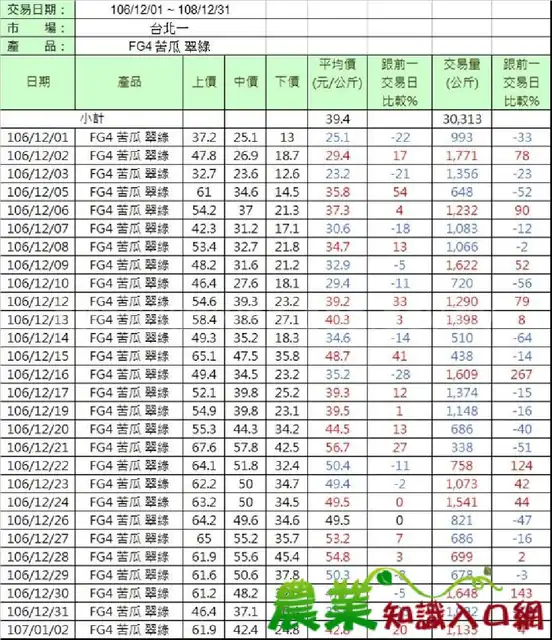 交易日期： 106/12/01 ~ 108/12/31
市 場： 台北一
產 品： FG4 苦瓜 翠綠
日期 產品 上價 中價 下價 平均價(元/公斤) 跟前一交易日比較% 交易量(公斤) 跟前一交易日比較%
小計 39.4 30,313
106/12/01 FG4 苦瓜 翠綠 37.2 25.1 13 25.1 -22 993 -33
106/12/02 FG4 苦瓜 翠綠 47.8 26.9 18.7 29.4 17 1,771 78
106/12/03 FG4 苦瓜 翠綠 32.7 23.6 12.6 23.2 -21 1,356 -23
106/12/05 FG4 苦瓜 翠綠 61 34.6 14.5 35.8 54 648 -52
106/12/06 FG4 苦瓜 翠綠 54.2 37 21.3 37.3 4 1,232 90
106/12/07 FG4 苦瓜 翠綠 42.3 31.2 17.1 30.6 -18 1,083 -12
106/12/08 FG4 苦瓜 翠綠 53.4 32.7 21.8 34.7 13 1,066 -2
106/12/09 FG4 苦瓜 翠綠 48.2 31.6 21.2 32.9 -5 1,622 52
106/12/10 FG4 苦瓜 翠綠 46.4 27.6 18.1 29.4 -11 720 -56
106/12/12 FG4 苦瓜 翠綠 54.6 39.3 23.2 39.2 33 1,290 79
106/12/13 FG4 苦瓜 翠綠 58.4 38.6 27.1 40.3 3 1,398 8
106/12/14 FG4 苦瓜 翠綠 49.3 35.2 18.3 34.6 -14 510 -64
106/12/15 FG4 苦瓜 翠綠 65.1 47.5 35.8 48.7 41 438 -14
106/12/16 FG4 苦瓜 翠綠 49.4 34.5 23.2 35.2 -28 1,609 267
106/12/17 FG4 苦瓜 翠綠 52.1 39.8 25.2 39.3 12 1,374 -15
106/12/19 FG4 苦瓜 翠綠 54.9 39.8 23.1 39.5 1 1,148 -16
106/12/20 FG4 苦瓜 翠綠 55.3 44.3 34.2 44.5 13 686 -40
106/12/21 FG4 苦瓜 翠綠 67.6 57.8 42.5 56.7 27 338 -51
106/12/22 FG4 苦瓜 翠綠 64.1 51.8 32.4 50.4 -11 758 124
106/12/23 FG4 苦瓜 翠綠 62.2 50 34.7 49.4 -2 1,073 42
106/12/24 FG4 苦瓜 翠綠 63.2 50 34.5 49.5 0 1,541 44
106/12/26 FG4 苦瓜 翠綠 64.2 49.6 34.6 49.5 0 821 -47
106/12/27 FG4 苦瓜 翠綠 65 55.2 35.7 53.2 7 686 -16
106/12/28 FG4 苦瓜 翠綠 61.9 55.6 45.4 54.8 3 699 2
106/12/29 FG4 苦瓜 翠綠 61.6 50.6 37.8 50.3 678 -3
106/12/30 FG4 苦瓜 翠綠 61.2 48.2 1,648 143
106/12/31 FG4 苦瓜 翠綠 46.4 37.1
107/01/02 FG4 苦瓜 翠綠 61.9 42.4 24.8 42.8 20 1,135
農業知識入口網